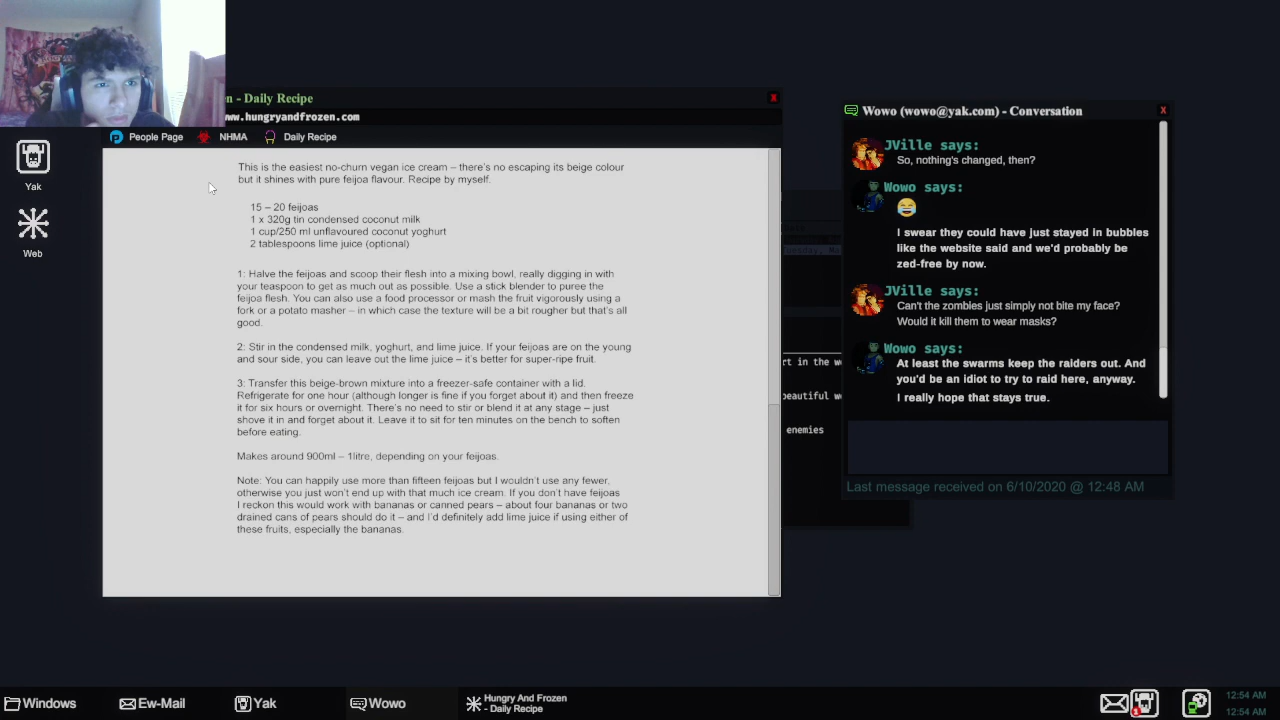 en - Daily Recipe
ww.hungryandfrozen.com
People Page
NHMA
Daily Recipe
This is the easiest no-churn vegan ice cream – there's no escaping its beige colour
but it shines with pure feijoa flavour. Recipe by myself.
15 – 20 feijoas
1 x 320g tin condensed coconut milk
1 cup/250 ml unflavoured coconut yoghurt
2 tablespoons lime juice (optional)
1: Halve the feijoas and scoop their flesh into a mixing bowl, really digging in with
your teaspoon to get as much out as possible. Use a stick blender to puree the
feijoa flesh. You can also use a food processor or mash the fruit vigorously using a
fork or a potato masher – in which case the texture will be a bit rougher but that's all
good.
2: Stir in the condensed milk, yoghurt, and lime juice. If your feijoas are on the young
and sour side, you can leave out the lime juice – it's better for super-ripe fruit.
3: Transfer this beige-brown mixture into a freezer-safe container with a lid.
Refrigerate for one hour (although longer is fine if you forget about it) and then freeze
it for six hours or overnight. There's no need to stir or blend it at any stage – just
shove it in and forget about it. Leave it to sit for ten minutes on the bench to soften
before eating.
Makes around 900ml – 1litre, depending on your feijoas.
Note: You can happily use more than fifteen feijoas but I wouldn't use any fewer,
otherwise you just won't end up with that much ice cream. If you don't have feijoas
I reckon this would work with bananas or canned pears – about four bananas or two
drained cans of pears should do it – and I'd definitely add lime juice if using either of
these fruits, especially the bananas.
Yak
Web
rt in the w
beautiful w
enemies
Wowo (wowo@yak.com) - Conversation
JVille says:
So, nothing's changed, then?
Wowo says:
I swear they could have just stayed in bubbles
like the website said and we'd probably be
zed-free by now.
JVille says:
Can't the zombies just simply not bite my face?
Would it kill them to wear masks?
Wowo says:
At least the swarms keep the raiders out. And
you'd be an idiot to try to raid here, anyway.
I really hope that stays true.
Last message received on 6/10/2020 @ 12:48 AM
Windows
Ew-Mail
Yak
Wowo
Hungry And Frozen
- Daily Recipe
12:54 AM
12:54 AM